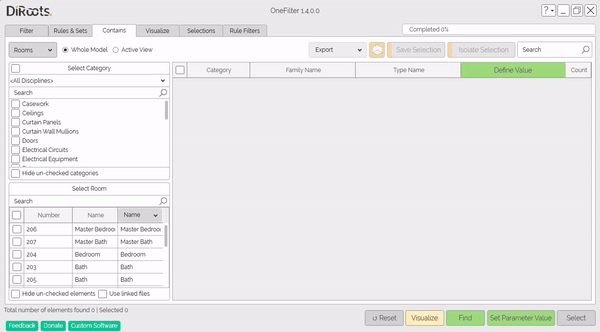 DiRoots.
OneFilter 1.4.0.0
?
Filter
Rules & Sets
Contains
Visualize
Selections
Rule Filters
Completed 0%
Rooms
Whole Model
Active View
Export
Save Selection
Isolate Selection
Search
Select Category
<All Disciplines>
Search
Casework
Ceilings
Curtain Panels
Curtain Wall Mullions
Doors
Electrical Circuits
Electrical Equipment
Hide un-checked categories
Category
Family Name
Type Name
Define Value
Count
Select Room
Search
Number
Name
Name
206
Master Bedroo
Master Bedroo
207
Master Bath
Master Bath
204
Bedroom
Bedroom
203
Bath
Bath
205
Bath
Bath
Hide un-checked elements
Use linked files
Total number of elements found 0 | Selected 0
Feedback
Donate
Custom Software
Reset
Visualize
Find
Set Parameter Value
Select